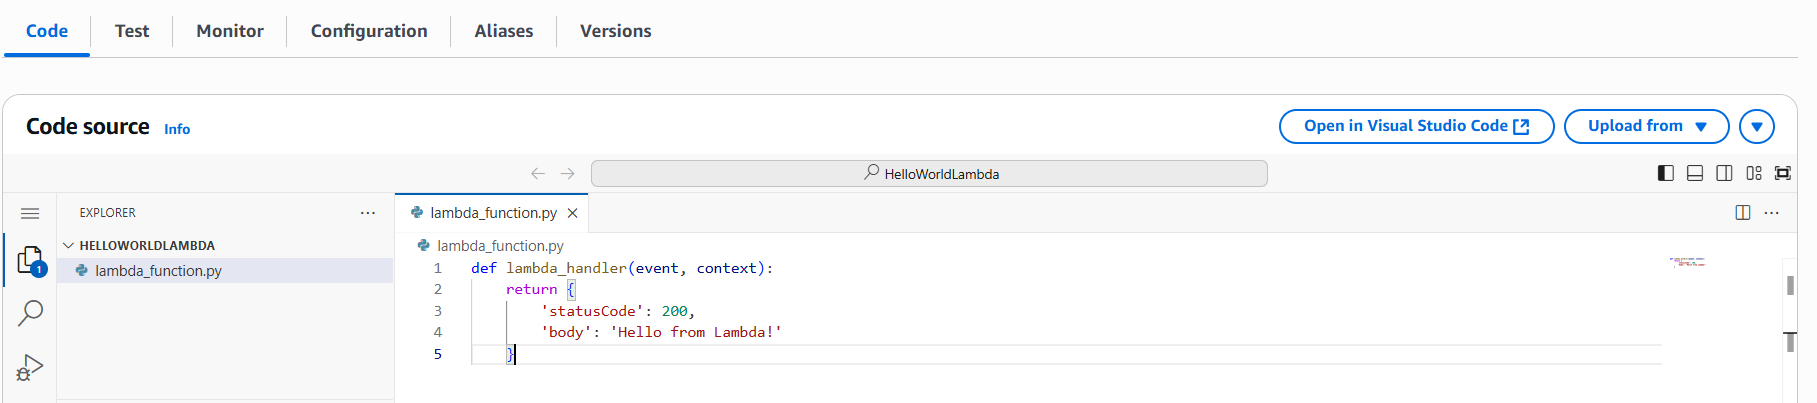 Code Test Monitor Configuration Aliases Versions
Code source Info Open in Visual Studio Code Upload from
HelloWorldLambda
EXPLORER ... lambda_function.py ...
HELLOWORLDLAMBDA lambda_function.py
1 lambda_function.py
1 def lambda_handler(event, context):
2 return {
3 'statusCode': 200,
4 'body': 'Hello from Lambda!'
5 }